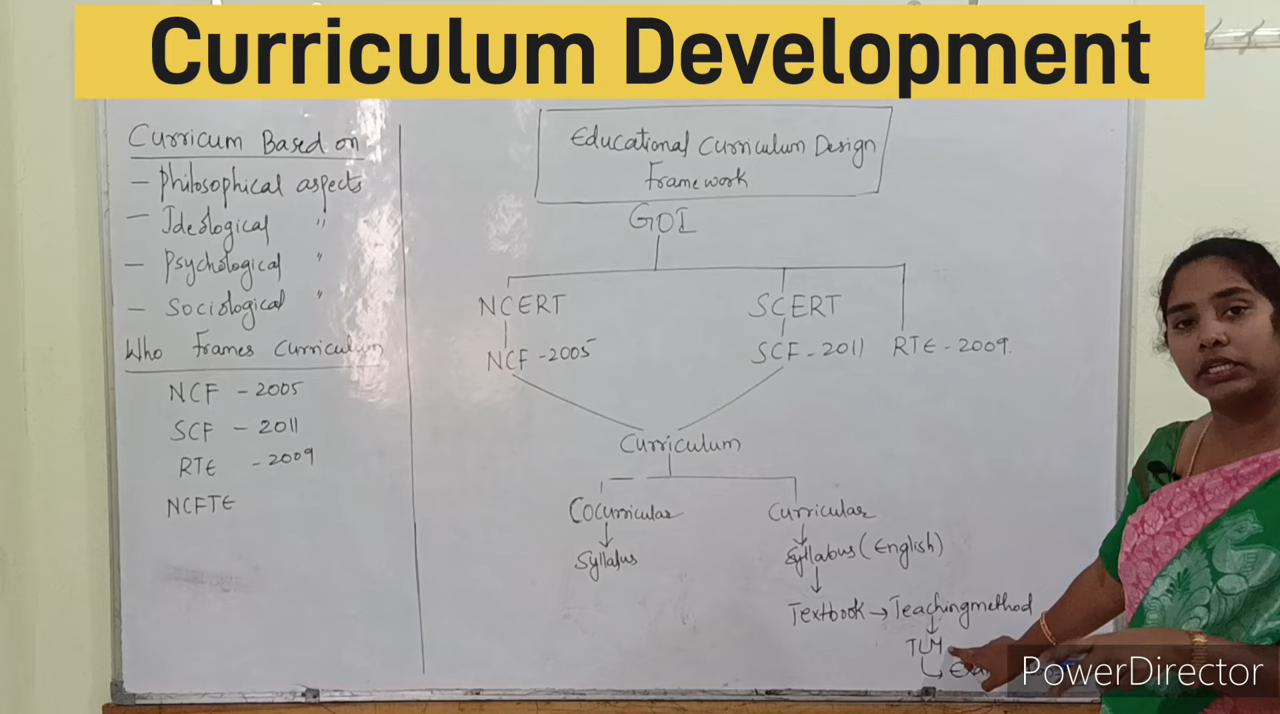 Curriculum Development
Curricum Based on
- Philosophical aspects
- Ideological "
- Psychological "
- Sociological "
Who Frames Curriculum
NCF - 2005
SCF - 2011
RTE - 2009
NCFTE
Educational Curriculum Design
Framework
GOI
NCERT SCERT
NCF - 2005 SCF - 2011 RTE - 2009.
Curriculum
Cocurricular Curricular
↓ ↓
Syllabus Syllabus (English)
↓
Textbook → Teachingmethod
↓
TLM
PowerDirector